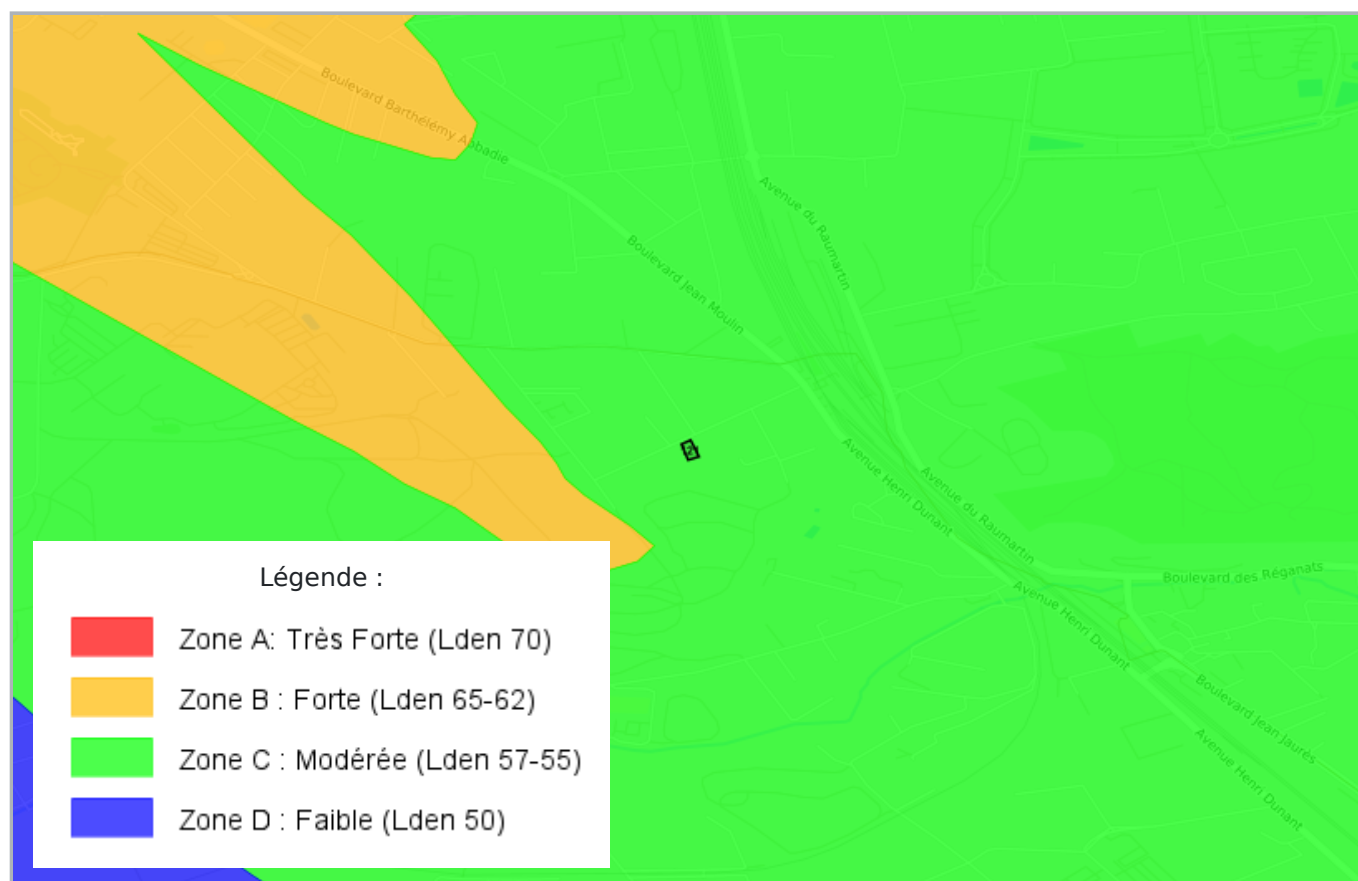 Boulevard Barthélémy Abbadie
Avenue du Raumartin
Boulevard Jean Moulin
Avenue Henri Dunant
Avenue du Raumartin
Boulevard des Réganats
Avenue Henri Dunant
Boulevard Jean Jaurés
Avenue Henri Dunant
Légende :
Zone A: Très Forte (Lden 70)
Zone B : Forte (Lden 65-62)
Zone C : Modérée (Lden 57-55)
Zone D : Faible (Lden 50)